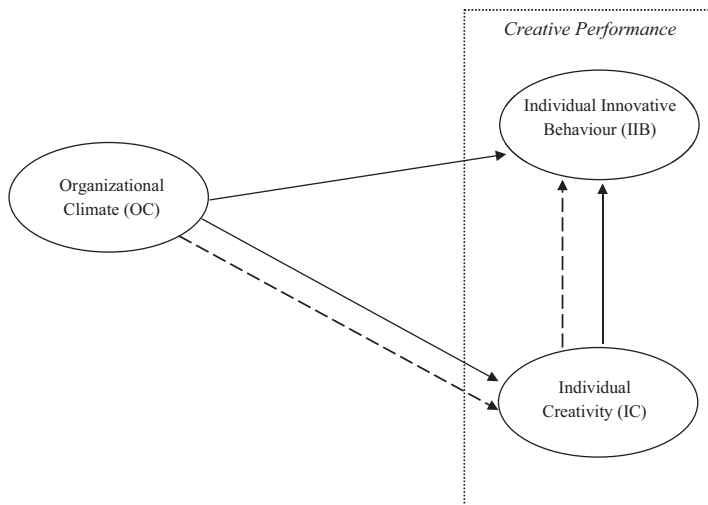 Creative Performance
Individual Innovative
Behaviour (IIB)
Organizational
Climate (OC)
Individual
Creativity (IC)